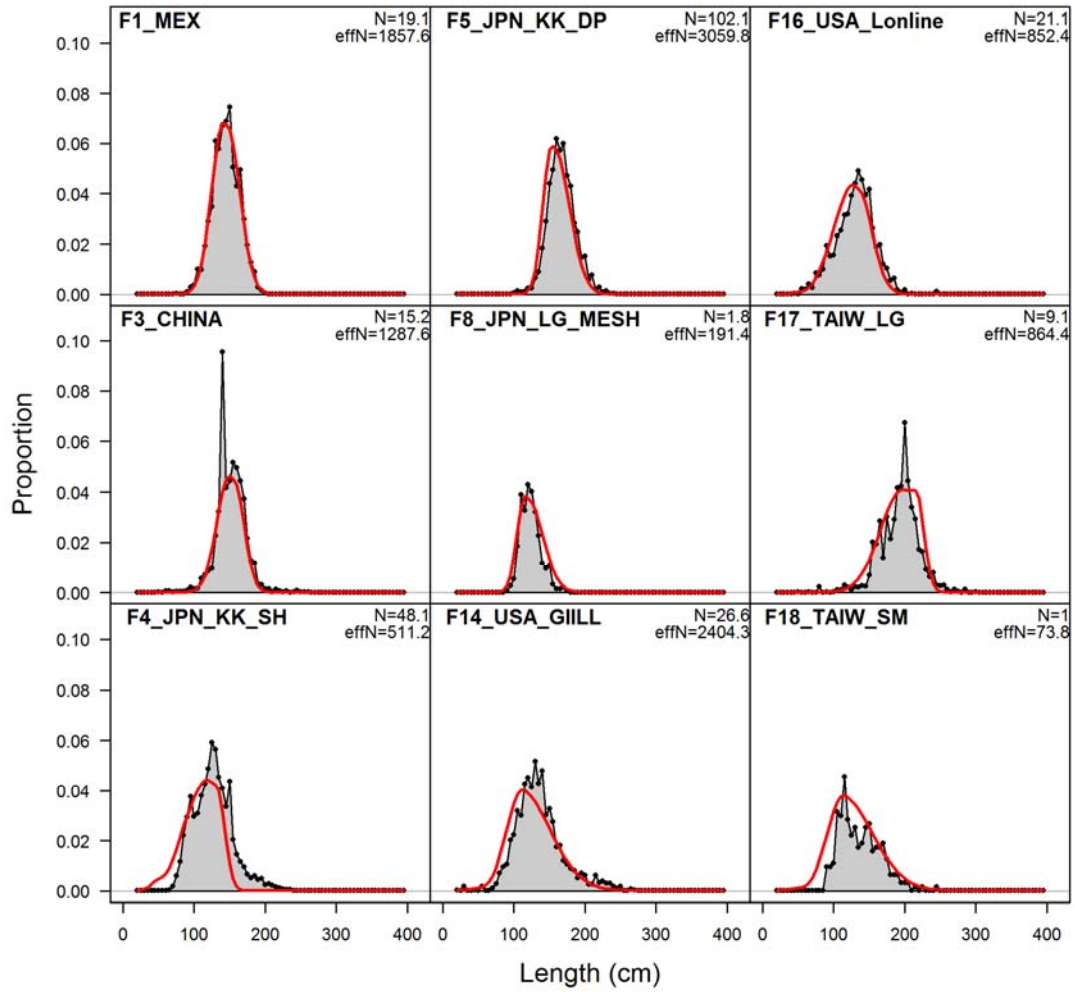 F1_MEX
N=19.1
effN=1857.6
F5_JPN_KK_DP
N=102.1
effN=3059.8
F16_USA_Lonline
N=21.1
effN=852.4
0.10
0.08
0.06
0.04
0.02
0.00
F3_CHINA
N=15.2
effN=1287.6
F8_JPN_LG_MESH
N=1.8
effN=191.4
F17_TAIW_LG
N=9.1
effN=864.4
0.10
0.08
0.06
0.04
0.02
0.00
Proportion
F4_JPN_KK_SH
N=48.1
effN=511.2
F14_USA_GIILL
N=26.6
effN=2404.3
F18_TAIW_SM
N=1
effN=73.8
0.10
0.08
0.06
0.04
0.02
0.00
0 100 200 300 400 0 100 200 300 400 0 100 200 300 400
Length (cm)